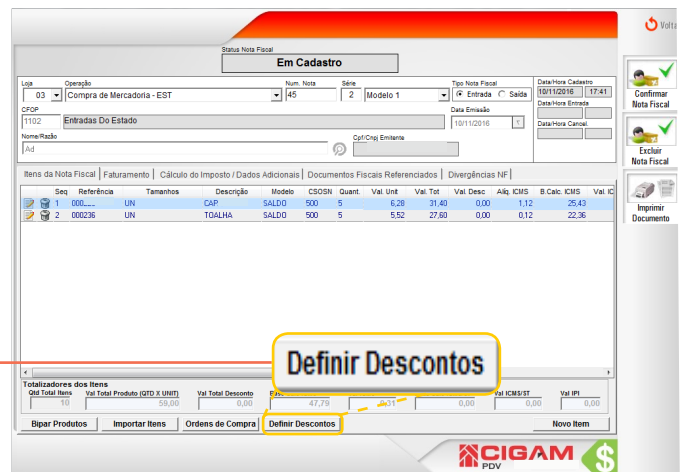 Status Nota Fiscal
Em Cadastro
Volta
Loja Operação Num. Nota Série Tipo Nota Fiscal Data/Hora Cadastro
03 Compra de Mercadoria - EST 45 2 Modelo 1 Entrada Saída 10/11/2016 17:41
CFOP Data Emissão Data/Hora Entrada
1102 Entradas Do Estado 10/11/2016
Data/Hora Cancel.
Nome/Razão Cpf/Cnpj Emitente
Ad
Confirmar
Nota Fiscal
Excluir
Nota Fiscal
Imprimir
Documento
Itens da Nota Fiscal Faturamento Cálculo do Imposto / Dados Adicionais Documentos Fiscais Referenciados Divergências NF
Seq Referência Tamanhos Descrição Modelo CSOSN Quant. Val. Unit Val. Tot Val. Desc Alíq. ICMS B.Calc. ICMS Val. IC
1 000 UN CAP. SALDO 500 5 6,28 31,40 0,00 1,12 25,43
2 000236 UN TOALHA SALDO 500 5 5,52 27,60 0,00 0,12 22,36
Definir Descontos
Totalizadores dos Itens
Qtd Total Itens Val Total Produto (QTD X UNIT) Val Total Desconto Val ICMS/ST Val IPI
10 59,00 0,00 47,79 0,31 0,00 0,00 0,00
Bipar Produtos Importar Itens Ordens de Compra Definir Descontos Novo Item
CIGAM
PDV
$